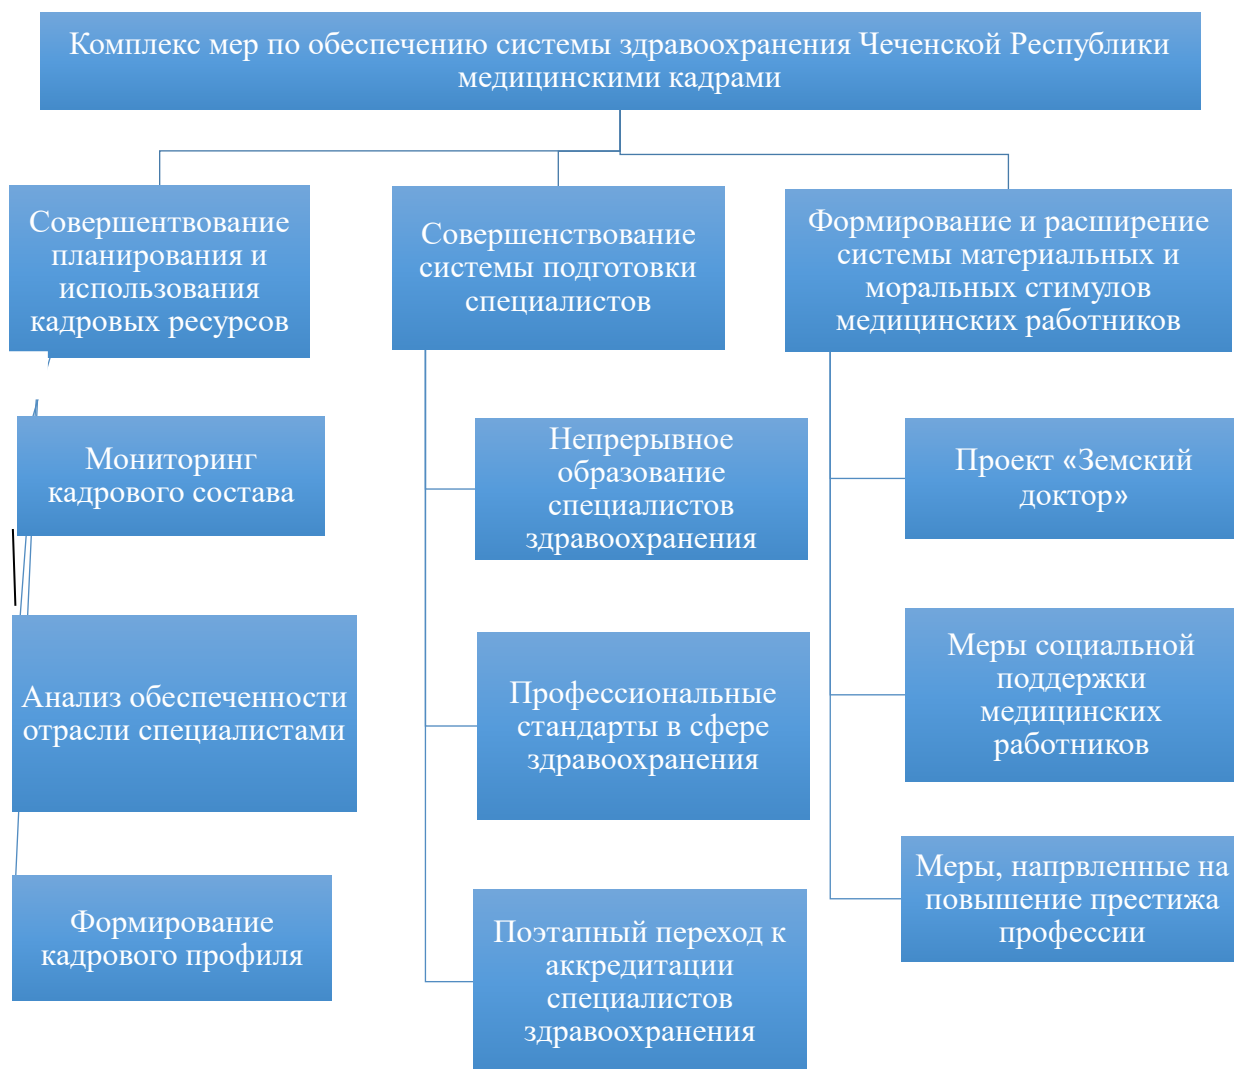 Комплекс мер по обеспечению системы здравоохранения Чеченской Республики
медицинскими кадрами
Совершентвование
планирования и
использования
кадровых ресурсов
Мониторинг
кадрового состава
Анализ обеспеченности
отрасли специалистами
Формирование
кадрового профиля
Совершенствование
системы подготовки
специалистов
Непрерывное
образование
специалистов
здравоохранения
Профессиональные
стандарты в сфере
здравоохранения
Поэтапный переход к
аккредитации
специалистов
здравоохранения
Формирование и расширение
системы материальных и
моральных стимулов
медицинских работников
Проект «Земский
доктор»
Меры социальной
поддержки
медицинских
работников
Меры, напрвленные на
повышение престижа
профессии